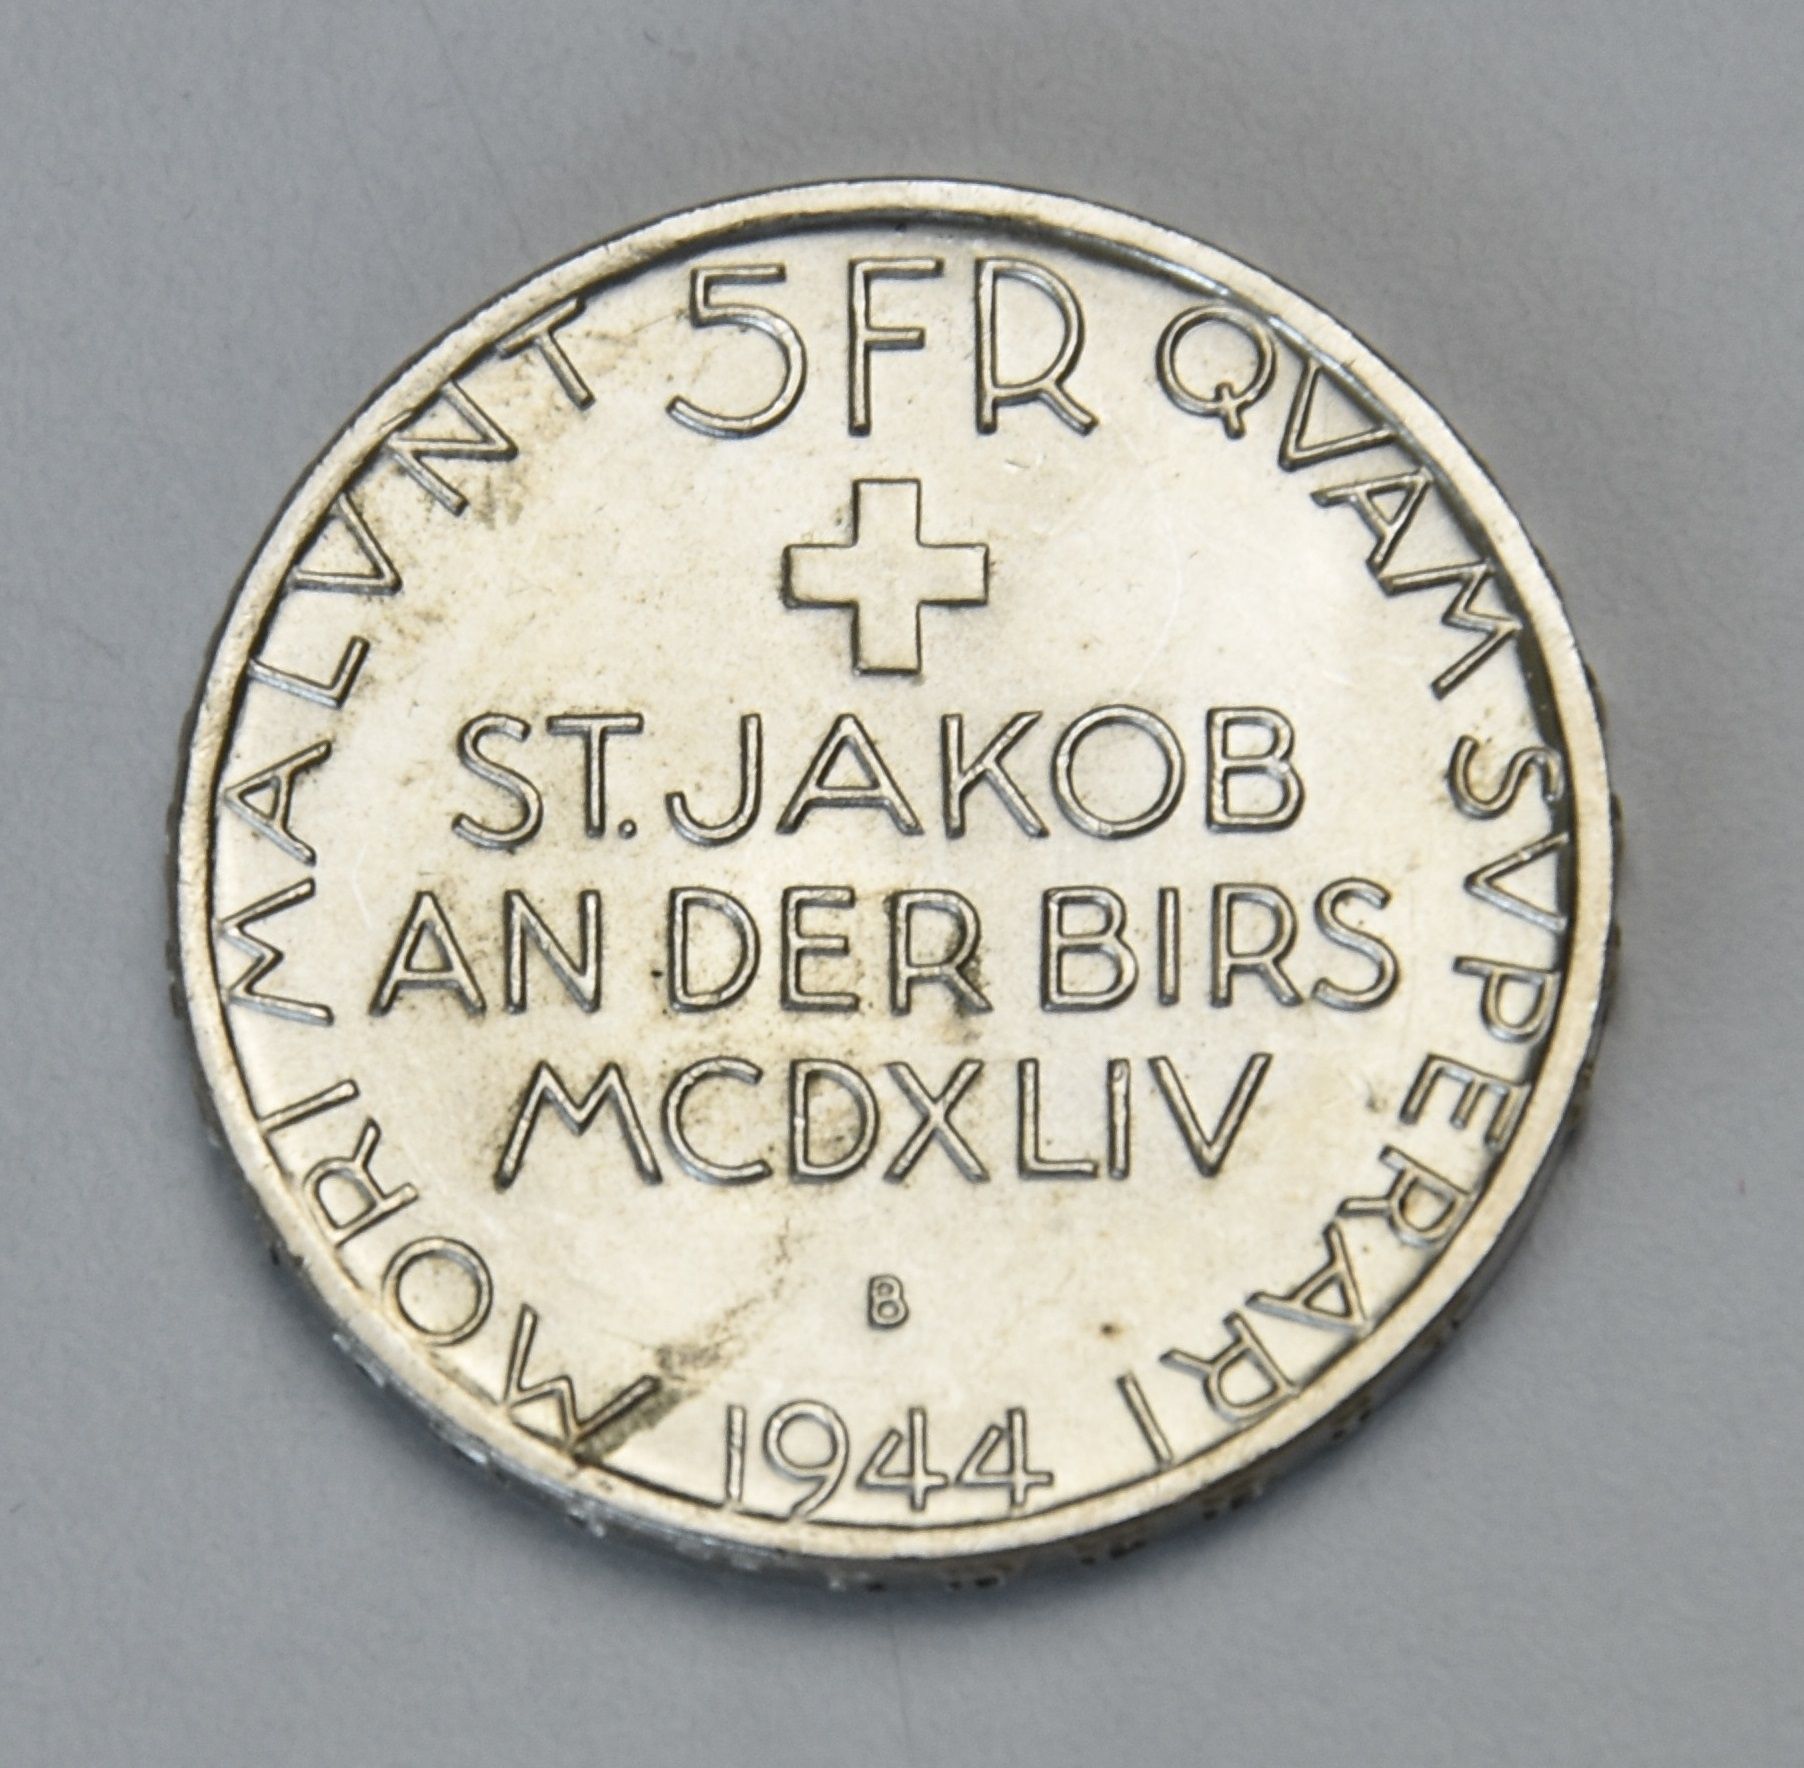 MORI MALVNT 5FR QVAM SVPERARI
ST. JAKOB
AN DER BIRS
MCDXLIV
B
1944